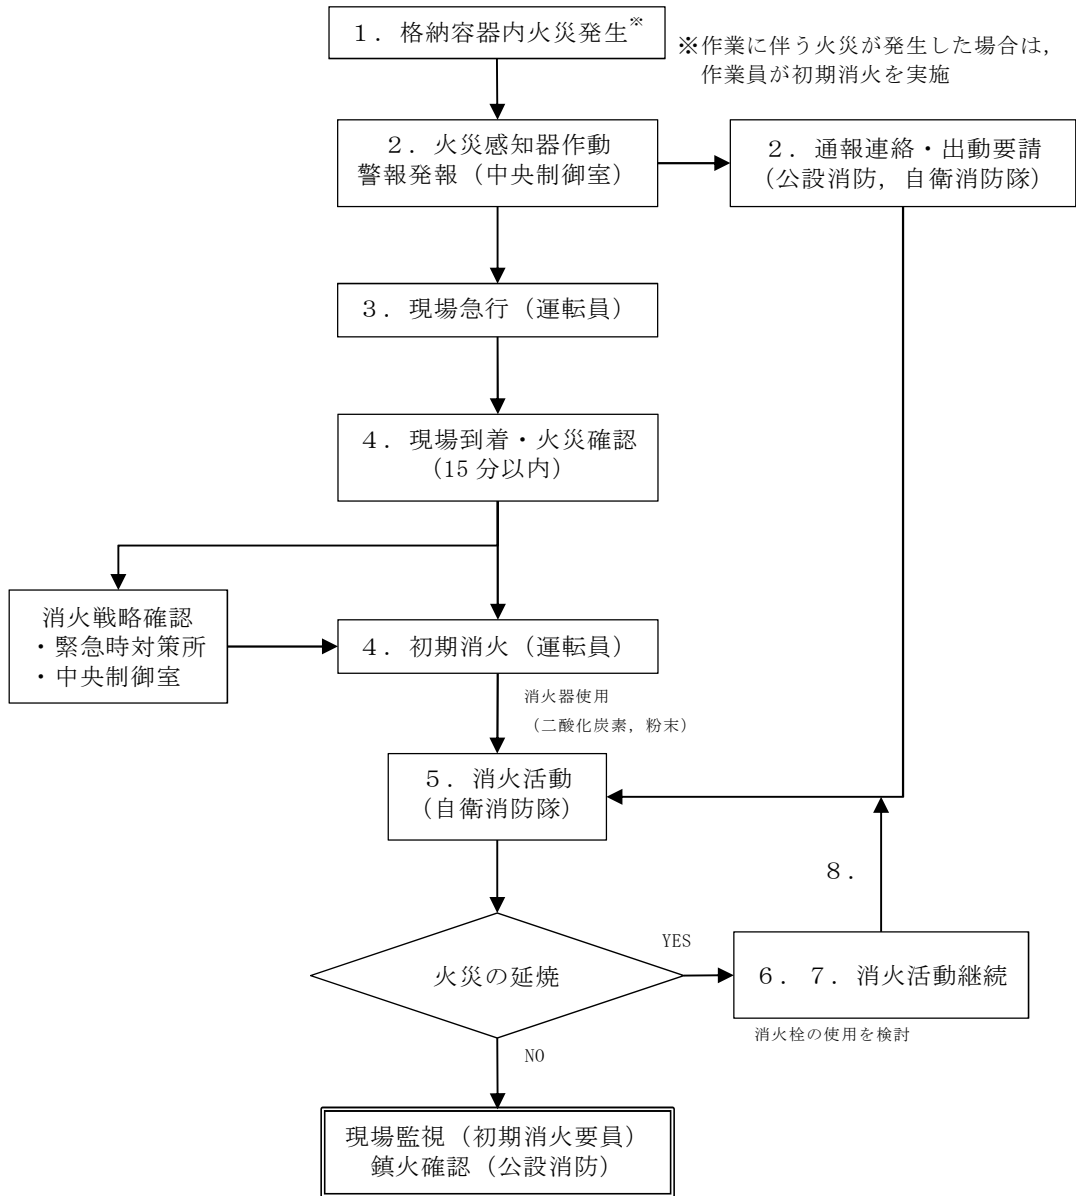 １．格納容器内火災発生※
※作業に伴う火災が発生した場合は，
作業員が初期消火を実施
２．火災感知器作動
警報発報（中央制御室）
２．通報連絡・出動要請
（公設消防，自衛消防隊）
３．現場急行（運転員）
４．現場到着・火災確認
（15 分以内）
消火戦略確認
・緊急時対策所
・中央制御室
４．初期消火（運転員）
消火器使用
（二酸化炭素，粉末）
５．消火活動
（自衛消防隊）
８．
火災の延焼
YES
６．７．消火活動継続
消火栓の使用を検討
NO
現場監視（初期消火要員）
鎮火確認（公設消防）